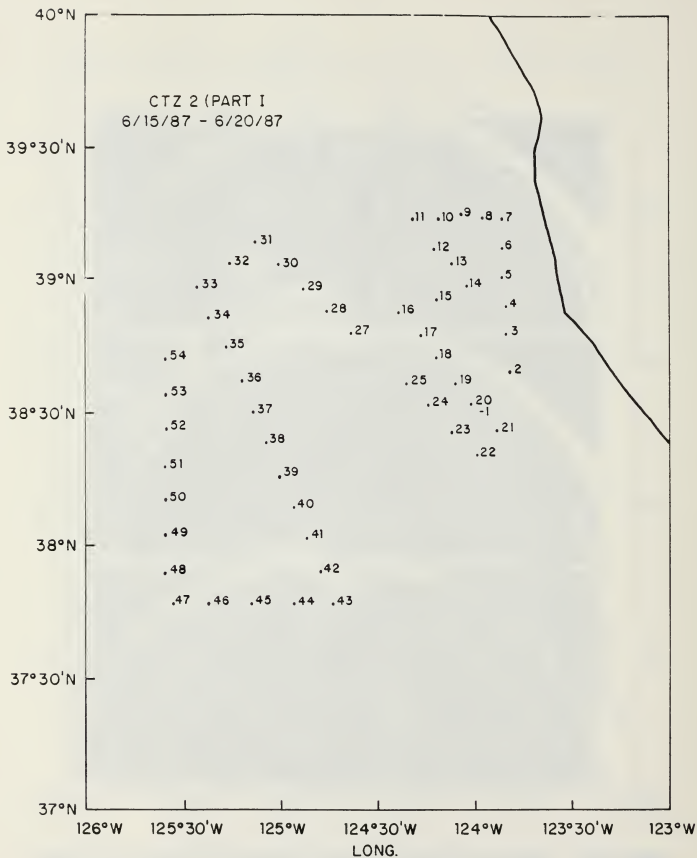 40°N
CTZ 2 (PART I
6/15/87 - 6/20/87
39°30'N
.11 .10 .9 .8 .7
.31 .12 .6
.32 .30 .13
.33 .29 .14 .5
.28 .15 .4
.34 .16
.35 .27 .17 .3
.54 .18
.36 .25 .19 .2
.53
.24 .20
38°30'N .37 -1
.52 .23 .21
.38 .22
.51
.39
.50 .40
.49 .41
38°N
.48 .42
.47 .46 .45 .44 .43
39°N
37°30'N
37°N
126°W 125°30'W 125°W 124°30'W 124°W 123°30'W 123°W
LONG.